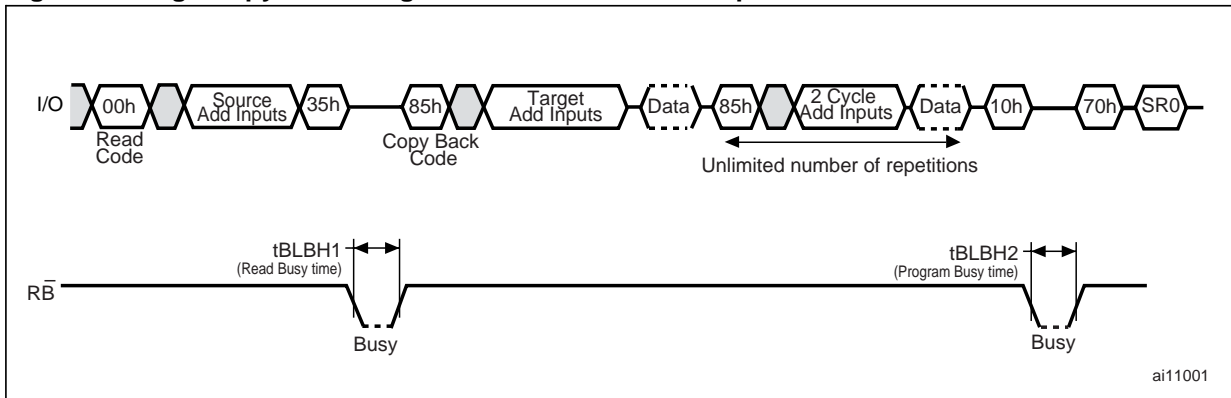 I/O 00h Source Add Inputs 35h 85h Target Add Inputs Data 85h 2 Cycle Add Inputs Data 10h 70h SR0
Read Code
Copy Back Code
Unlimited number of repetitions
tBLBH1
(Read Busy time)
tBLBH2
(Program Busy time)
RB̅
Busy
Busy
ai11001